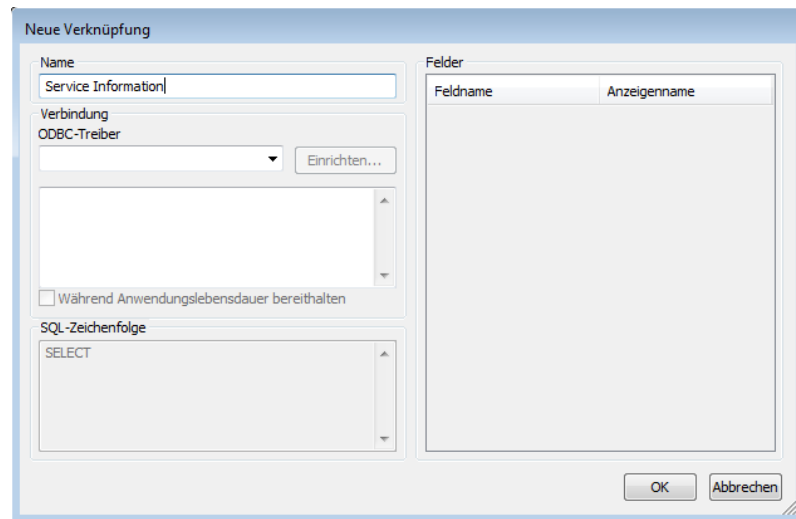 Neue Verknüpfung
Name
Service Information
Verbindung
ODBC-Treiber
Einrichten...
Während Anwendungslebensdauer bereithalten
SQL-Zeichenfolge
SELECT
Felder
Feldname Anzeigenname
OK Abbrechen